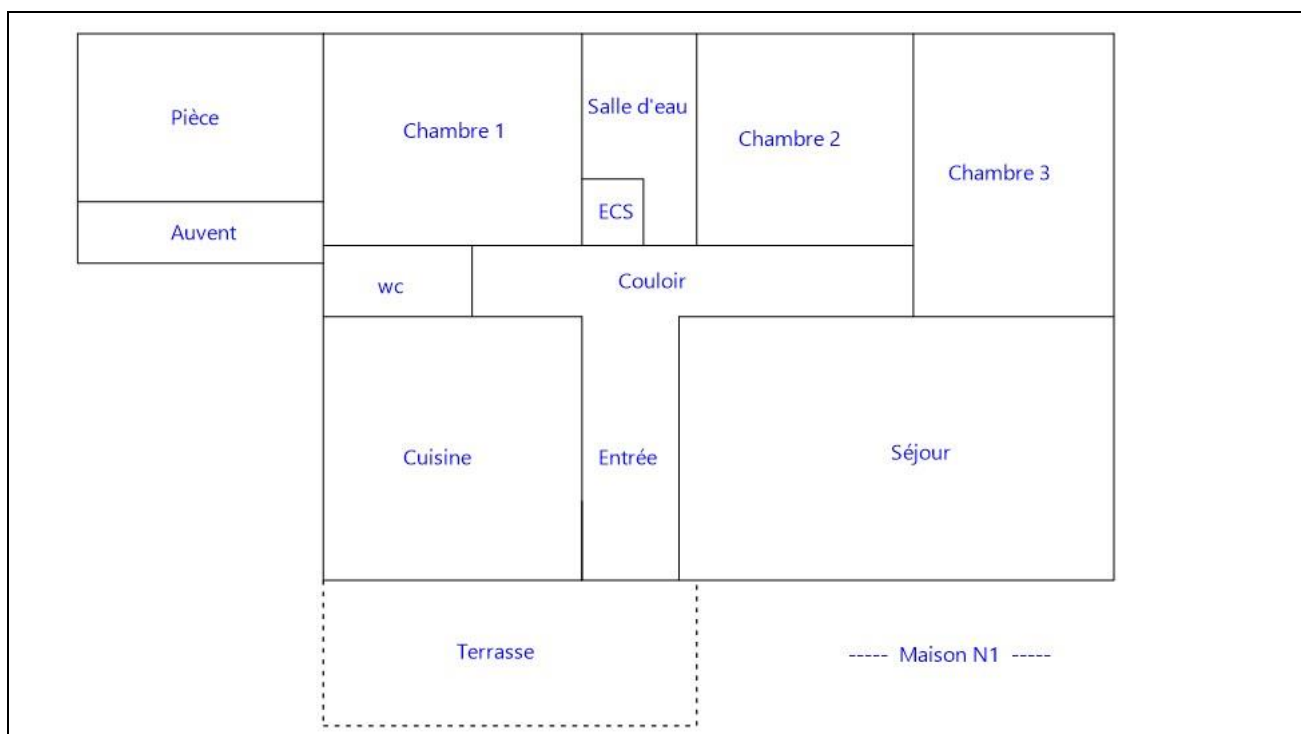 Pièce
Chambre 1
Salle d'eau
Chambre 2
Chambre 3
ECS
Auvent
wc
Couloir
Cuisine
Entrée
Séjour
Terrasse
----- Maison N1 -----